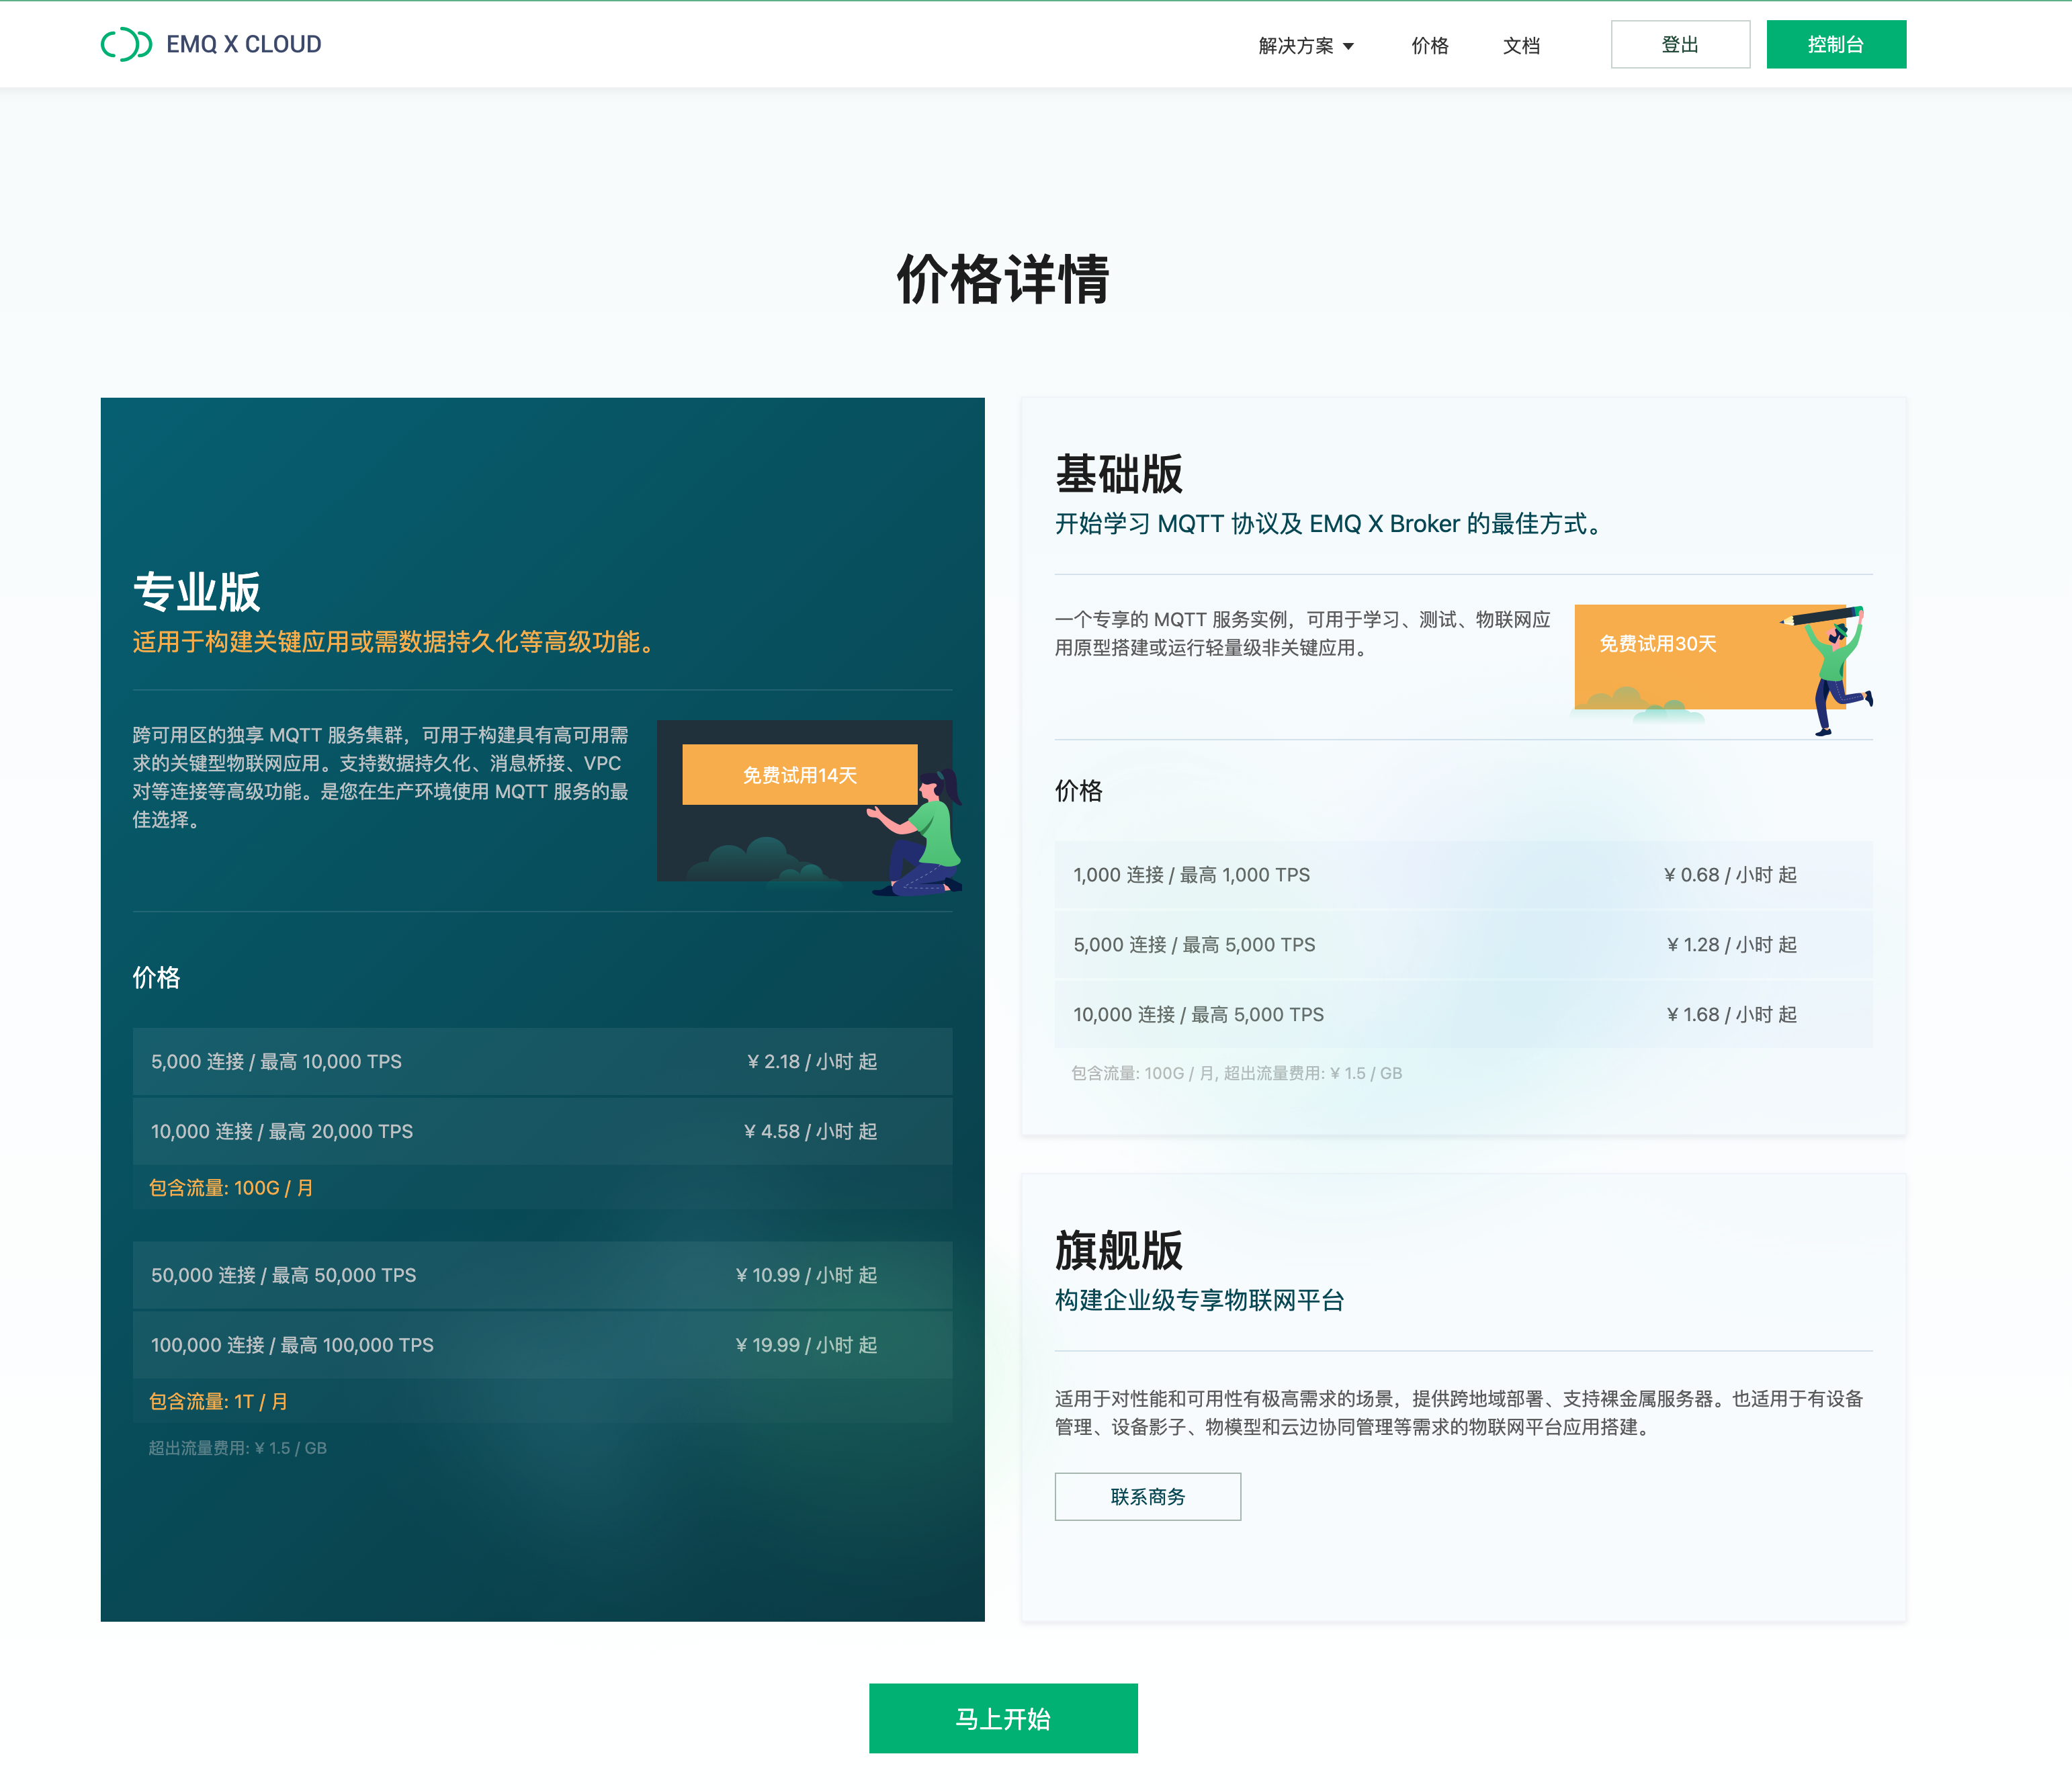 EMQ X CLOUD
解决方案
价格
文档
登出
控制台
价格详情
专业版
适用于构建关键应用或需数据持久化等高级功能。
跨可用区的独享 MQTT 服务集群，可用于构建具有高可用需
求的关键型物联网应用。支持数据持久化、消息桥接、VPC
对等连接等高级功能。是您在生产环境使用 MQTT 服务的最
佳选择。
免费试用14天
价格
5,000 连接 / 最高 10,000 TPS ¥ 2.18 / 小时 起
10,000 连接 / 最高 20,000 TPS ¥ 4.58 / 小时 起
包含流量: 100G / 月
50,000 连接 / 最高 50,000 TPS ¥ 10.99 / 小时 起
100,000 连接 / 最高 100,000 TPS ¥ 19.99 / 小时 起
包含流量: 1T / 月
超出流量费用: ¥ 1.5 / GB
基础版
开始学习 MQTT 协议及 EMQ X Broker 的最佳方式。
一个专享的 MQTT 服务实例，可用于学习、测试、物联网应
用原型搭建或运行轻量级非关键应用。
免费试用30天
价格
1,000 连接 / 最高 1,000 TPS ¥ 0.68 / 小时 起
5,000 连接 / 最高 5,000 TPS ¥ 1.28 / 小时 起
10,000 连接 / 最高 5,000 TPS ¥ 1.68 / 小时 起
包含流量: 100G / 月, 超出流量费用: ¥ 1.5 / GB
旗舰版
构建企业级专享物联网平台
适用于对性能和可用性有极高需求的场景，提供跨地域部署、支持裸金属服务器。也适用于有设备
管理、设备影子、物模型和云边协同管理等需求的物联网平台应用搭建。
联系商务
马上开始